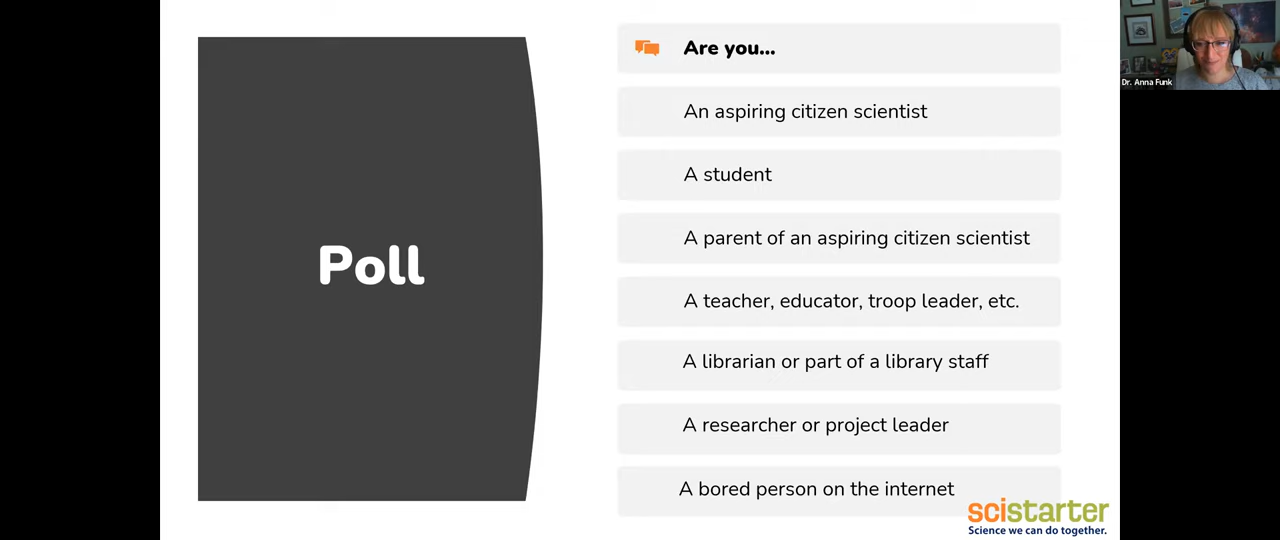 Poll
Are you...
An aspiring citizen scientist
A student
A parent of an aspiring citizen scientist
A teacher, educator, troop leader, etc.
A librarian or part of a library staff
A researcher or project leader
A bored person on the internet
scistarter
Science we can do together.
Dr. Anna Funk